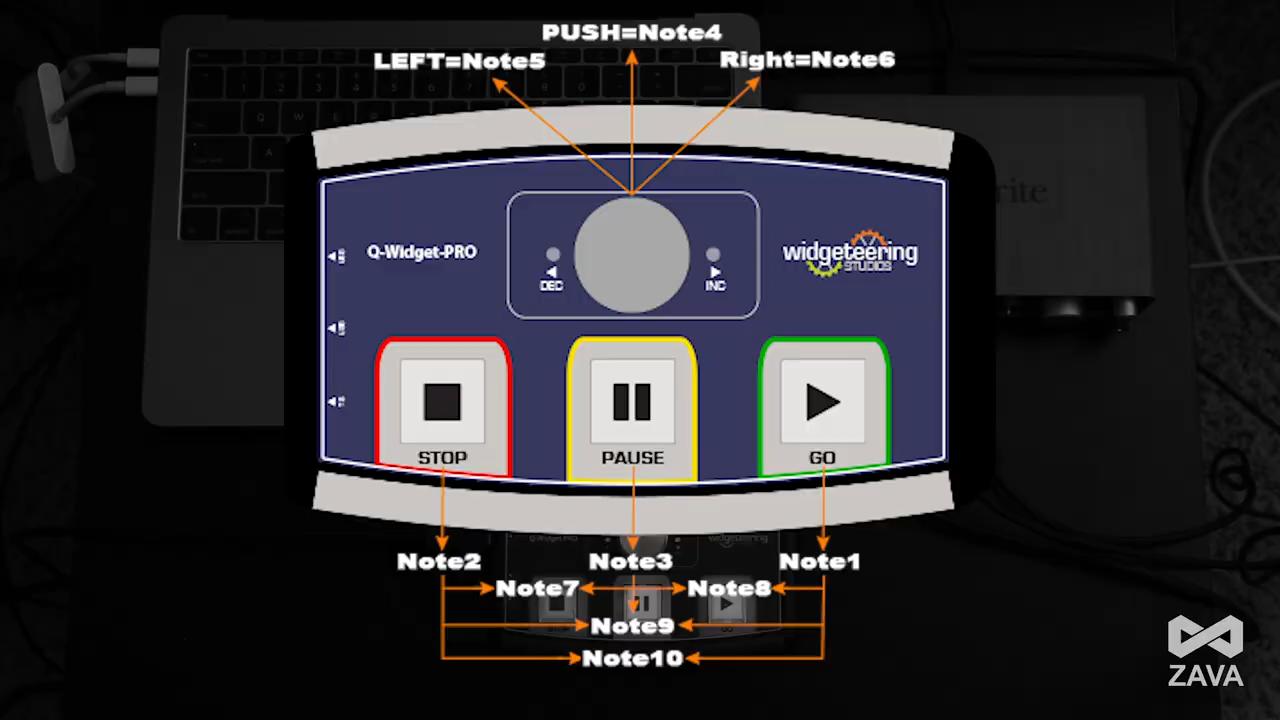 PUSH=Note4
LEFT=Note5
Right=Note6
Q-Widget-PRO
widgeteering
STUDIOS
DEC
INC
STOP
PAUSE
GO
Note2
Note3
Note1
Note7
Note8
Note9
Note10
ZAVA